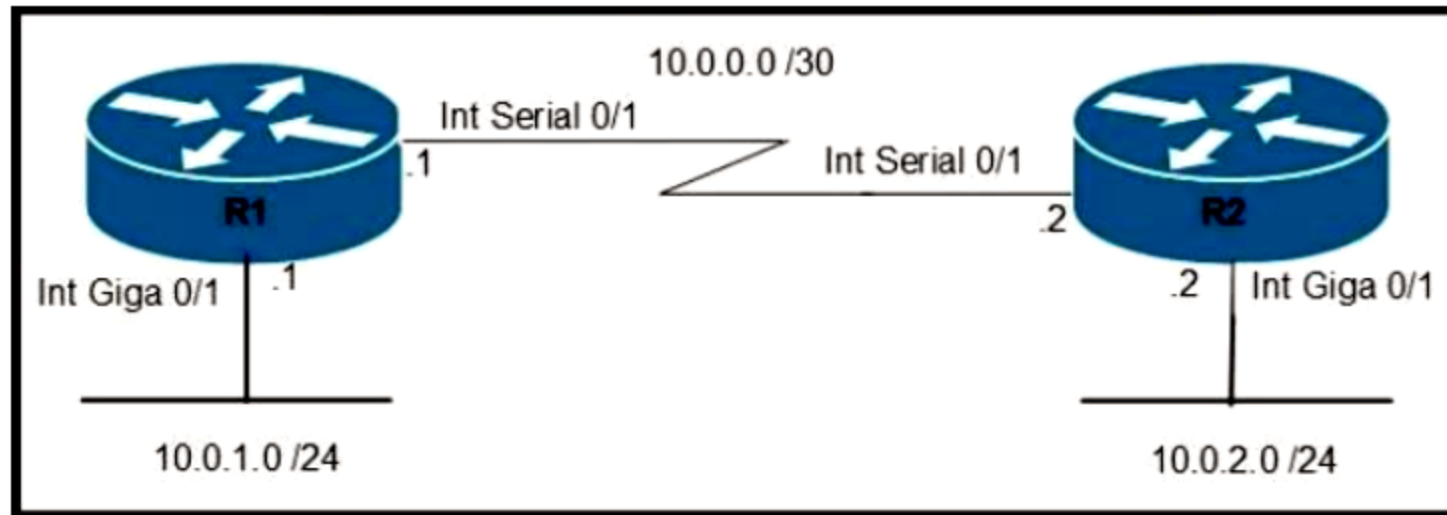 10.0.0.0 /30
Int Serial 0/1
.1
Int Serial 0/1
.2
R1
R2
Int Giga 0/1
.1
.2
Int Giga 0/1
10.0.1.0 /24
10.0.2.0 /24